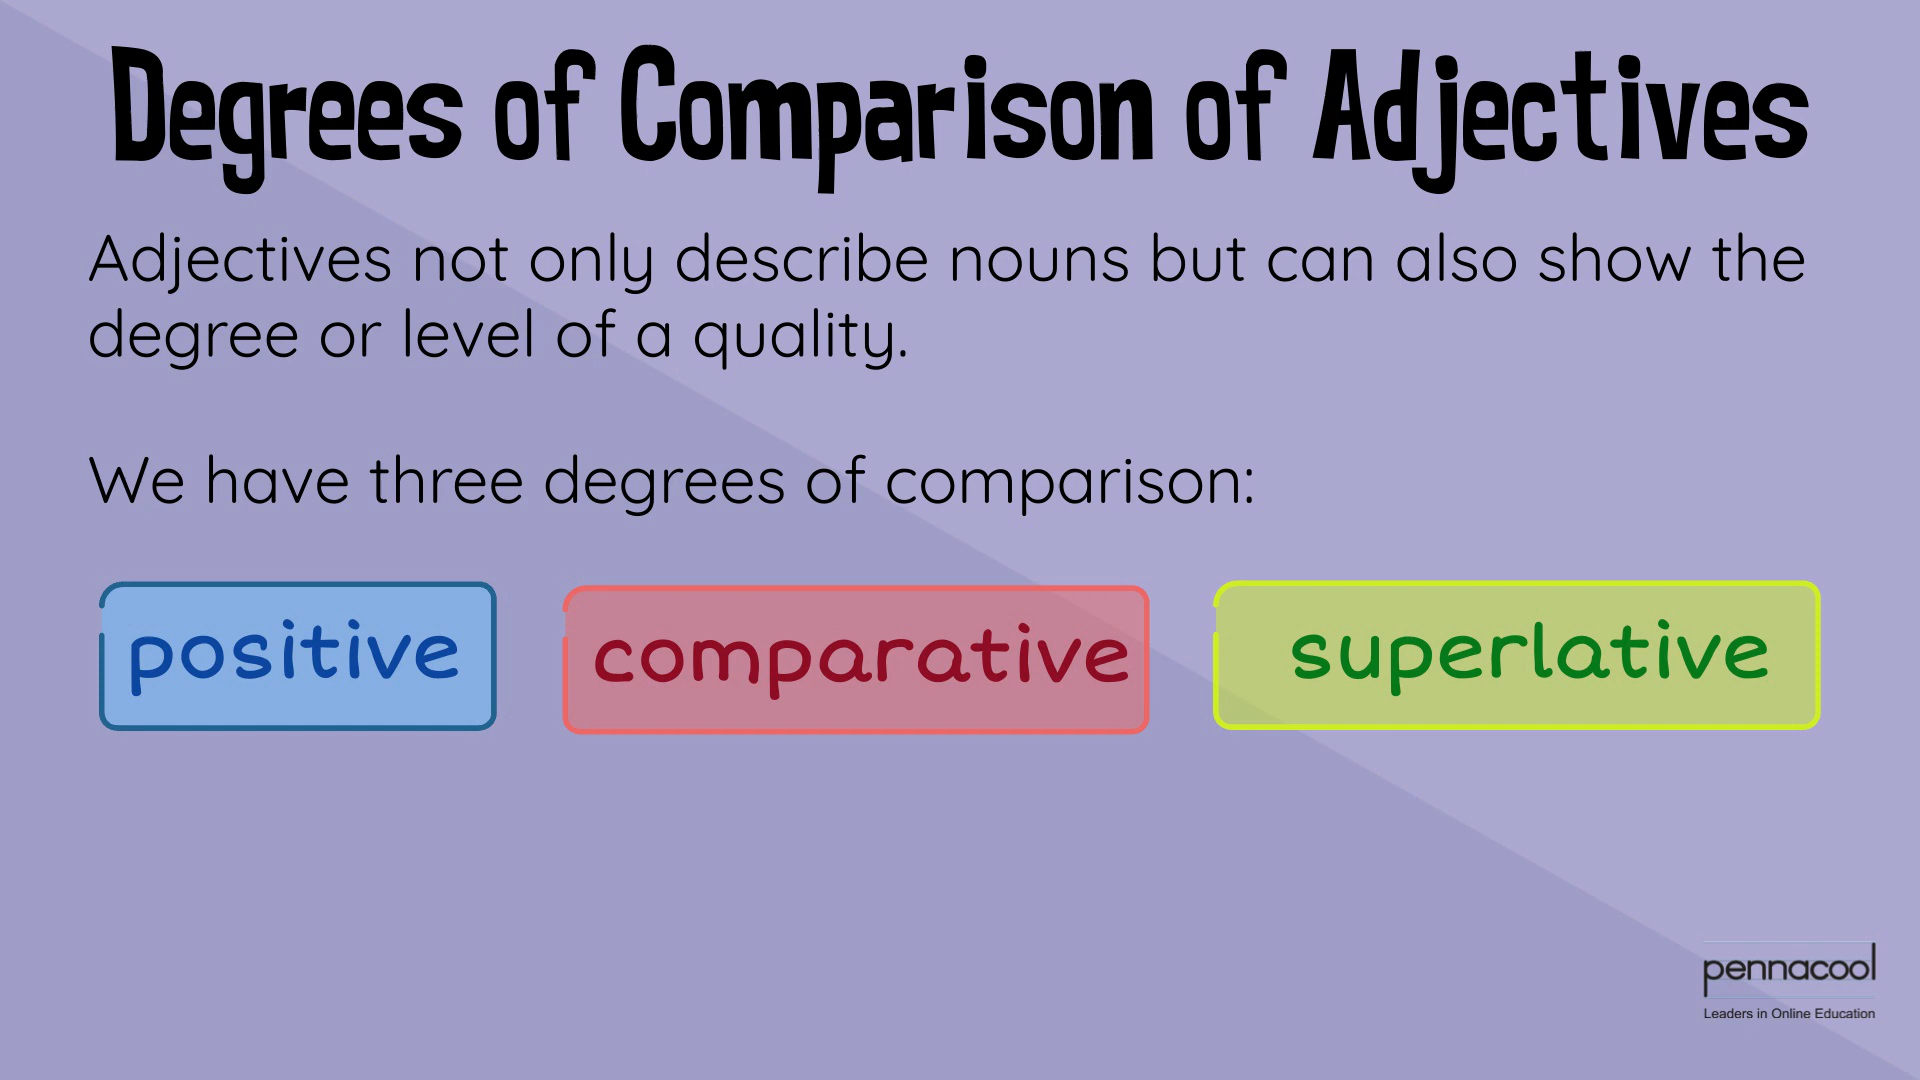 Degrees of Comparison of Adjectives
Adjectives not only describe nouns but can also show the
degree or level of a quality.
We have three degrees of comparison:
positive comparative superlative
pennacool
Leaders in Online Education